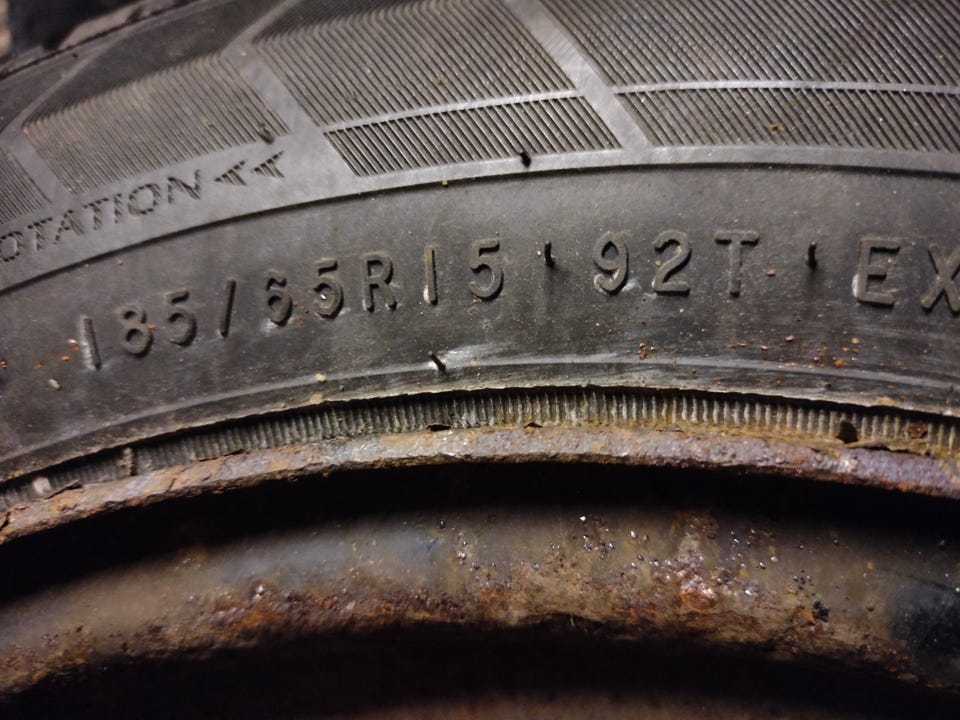 OTATION <<
185/65R15 92T EX